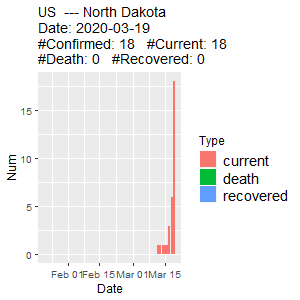 US --- North Dakota
Date: 2020-03-19
#Confirmed: 18 #Current: 18
#Death: 0 #Recovered: 0
15
10
5
0
Num
Feb 01 Feb 15 Mar 01 Mar 15
Date
Type
current
death
recovered